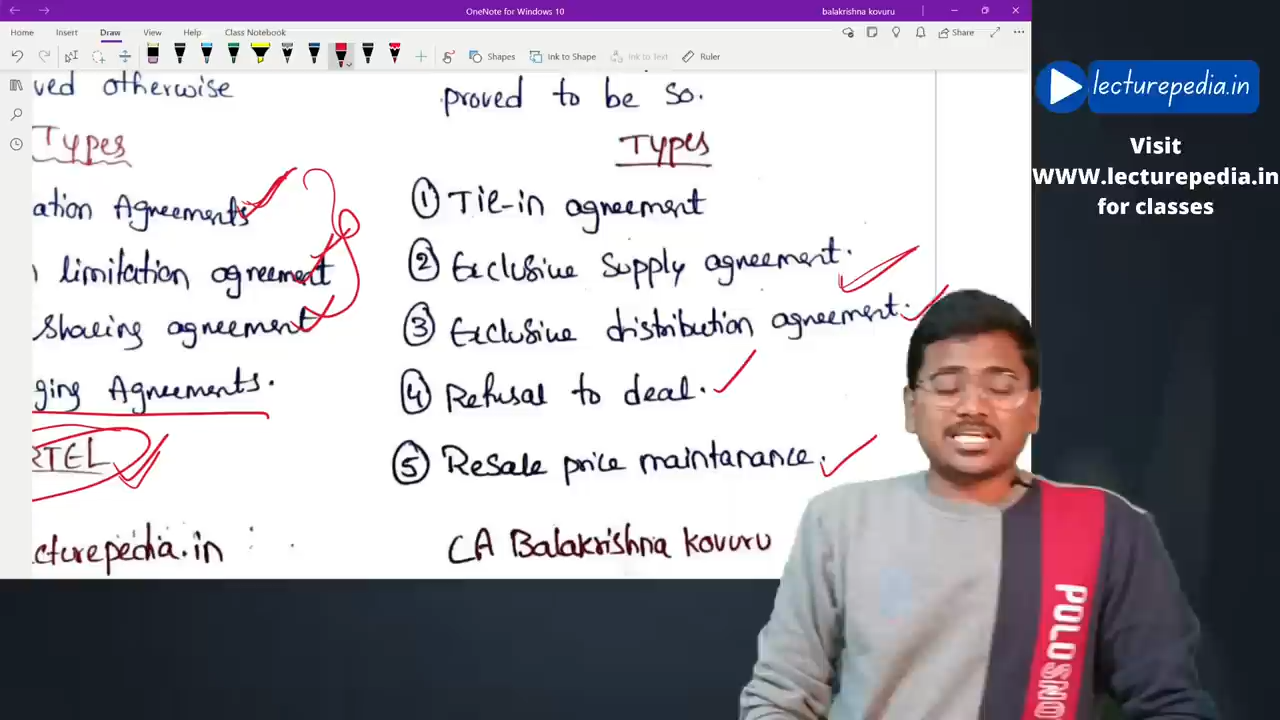 OneNote for Windows 10
balakrishna kovuru
Home Insert Draw View Help Class Notebook
Share
Shapes Ink to Shape Ink to Text Ruler
ved otherwise
proved to be so.
Types
Types
ation Agreements
limitation agreement
sharing agreement
ging Agreements.
RTEL
cturepedia.in
① Tie-in agreement
② Exclusive supply agreement.
③ Exclusive distribution agreement.
④ Refusal to deal.
⑤ Resale price maintanance.
CA Balakrishna kovuru
lecturepedia.in
Visit
WWW.lecturepedia.in
for classes
POLO